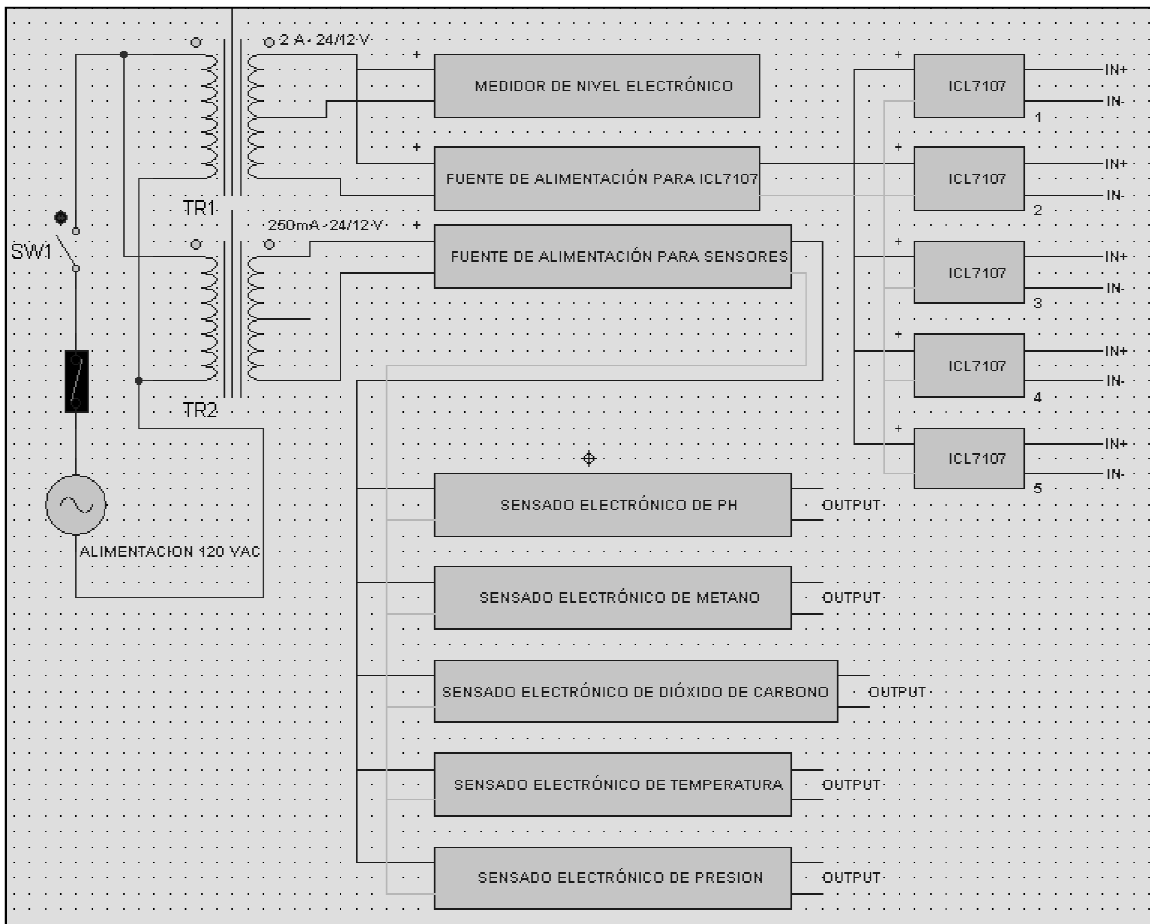 2 A - 24/12 V
+
MEDIDOR DE NIVEL ELECTRÓNICO
+
ICL7107
IN+
IN-
1
+
FUENTE DE ALIMENTACIÓN PARA ICL7107
+
ICL7107
IN+
IN-
2
TR1
250mA - 24/12 V
+
FUENTE DE ALIMENTACIÓN PARA SENSORES
SW1
+
ICL7107
IN+
IN-
3
+
ICL7107
IN+
IN-
4
TR2
+
ICL7107
IN+
IN-
5
SENSADO ELECTRÓNICO DE PH
OUTPUT
ALIMENTACION 120 VAC
SENSADO ELECTRÓNICO DE METANO
OUTPUT
SENSADO ELECTRÓNICO DE DIÓXIDO DE CARBONO
OUTPUT
SENSADO ELECTRÓNICO DE TEMPERATURA
OUTPUT
SENSADO ELECTRÓNICO DE PRESION
OUTPUT